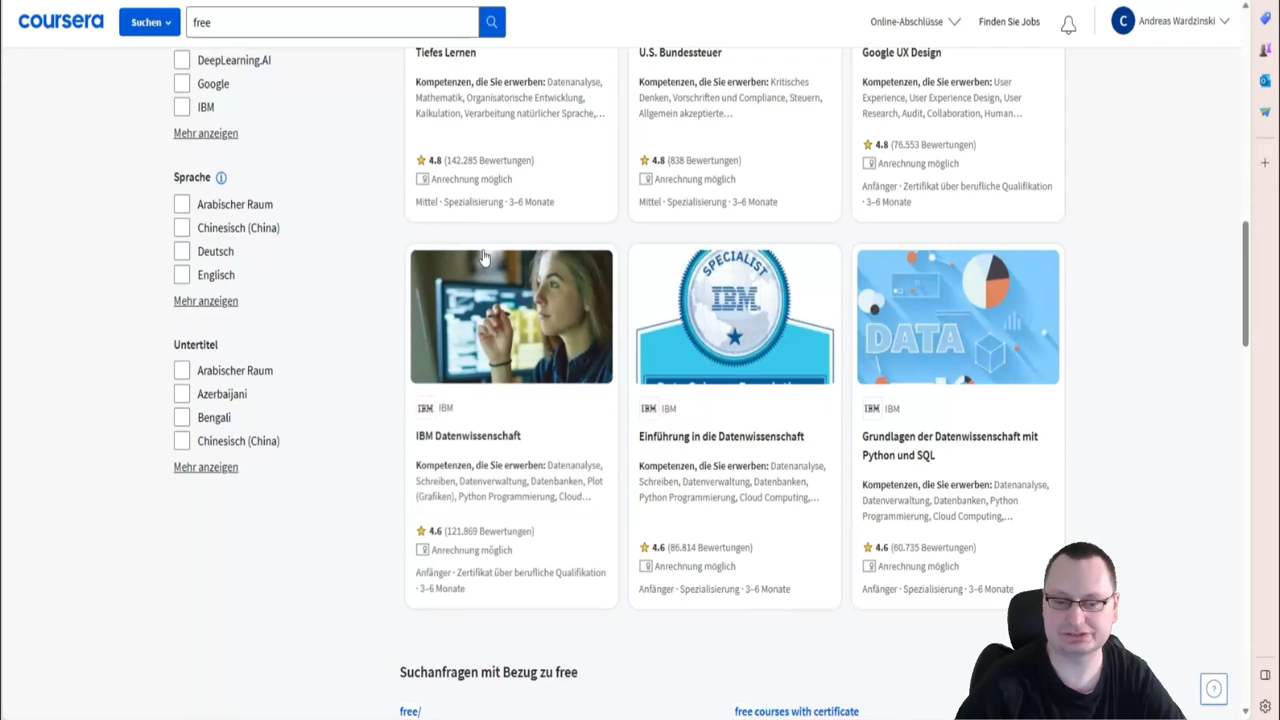 coursera
Suchen
free
Online-Abschlüsse
Finden Sie Jobs
C
Andreas Wardzinski
DeepLearning.AI
Google
IBM
Mehr anzeigen
Sprache
Arabischer Raum
Chinesisch (China)
Deutsch
Englisch
Mehr anzeigen
Untertitel
Arabischer Raum
Azerbaijani
Bengali
Chinesisch (China)
Mehr anzeigen
Tiefes Lernen
Kompetenzen, die Sie erwerben: Datenanalyse,
Mathematik, Organisatorische Entwicklung,
Kalkulation, Verarbeitung natürlicher Sprache,...
4.8 (142.285 Bewertungen)
Anrechnung möglich
Mittel · Spezialisierung · 3–6 Monate
U.S. Bundessteuer
Kompetenzen, die Sie erwerben: Kritisches
Denken, Vorschriften und Compliance, Steuern,
Allgemein akzeptierte...
4.8 (838 Bewertungen)
Anrechnung möglich
Mittel · Spezialisierung · 3–6 Monate
Google UX Design
Kompetenzen, die Sie erwerben: User
Experience, User Experience Design, User
Research, Audit, Collaboration, Human...
4.8 (76.553 Bewertungen)
Anrechnung möglich
Anfänger · Zertifikat über berufliche Qualifikation
· 3–6 Monate
IBM
IBM Datenwissenschaft
Kompetenzen, die Sie erwerben: Datenanalyse,
Schreiben, Datenverwaltung, Datenbanken, Plot
(Grafiken), Python Programmierung, Cloud...
4.6 (121.869 Bewertungen)
Anrechnung möglich
Anfänger · Zertifikat über berufliche Qualifikation
· 3–6 Monate
SPECIALIST
IBM
IBM IBM
Einführung in die Datenwissenschaft
Kompetenzen, die Sie erwerben: Datenanalyse,
Schreiben, Datenverwaltung, Datenbanken,
Python Programmierung, Cloud Computing,...
4.6 (86.814 Bewertungen)
Anrechnung möglich
Anfänger · Spezialisierung · 3–6 Monate
DATA
IBM IBM
Grundlagen der Datenwissenschaft mit
Python und SQL
Kompetenzen, die Sie erwerben: Datenanalyse,
Datenverwaltung, Datenbanken, Python
Programmierung, Cloud Computing,...
4.6 (60.735 Bewertungen)
Anrechnung möglich
Anfänger · Spezialisierung · 3–6 Monate
Suchanfragen mit Bezug zu free
free/
free courses with certificate